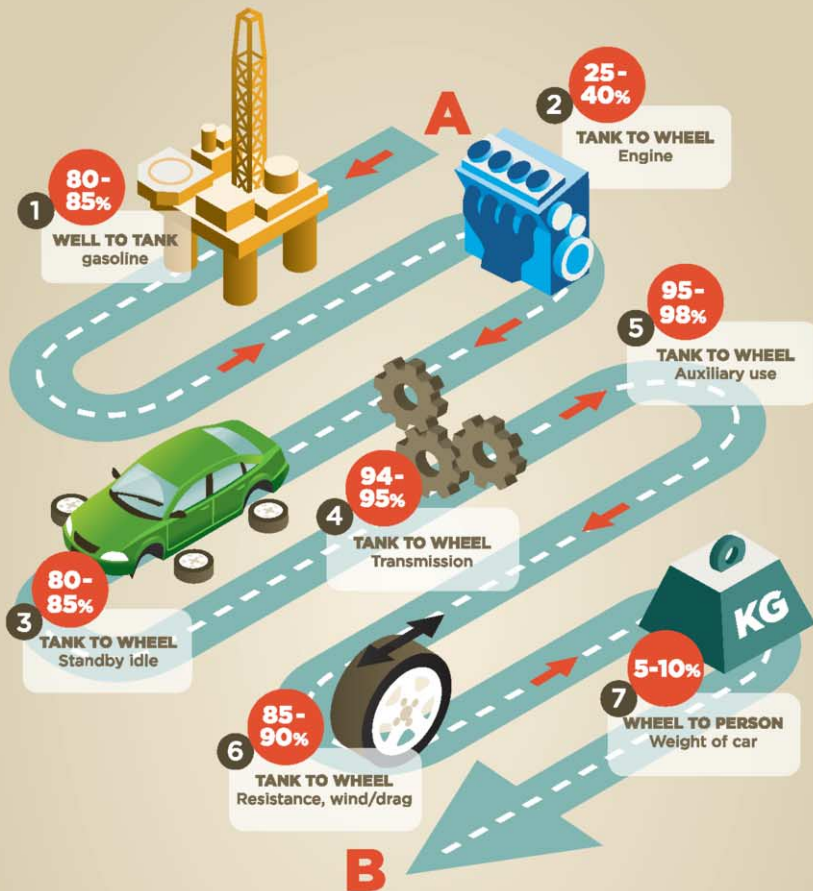 A
1
80-
85%
WELL TO TANK
gasoline
2
25-
40%
TANK TO WHEEL
Engine
3
80-
85%
TANK TO WHEEL
Standby idle
4
94-
95%
TANK TO WHEEL
Transmission
5
95-
98%
TANK TO WHEEL
Auxiliary use
6
85-
90%
TANK TO WHEEL
Resistance, wind/drag
KG
7
5-10%
WHEEL TO PERSON
Weight of car
B